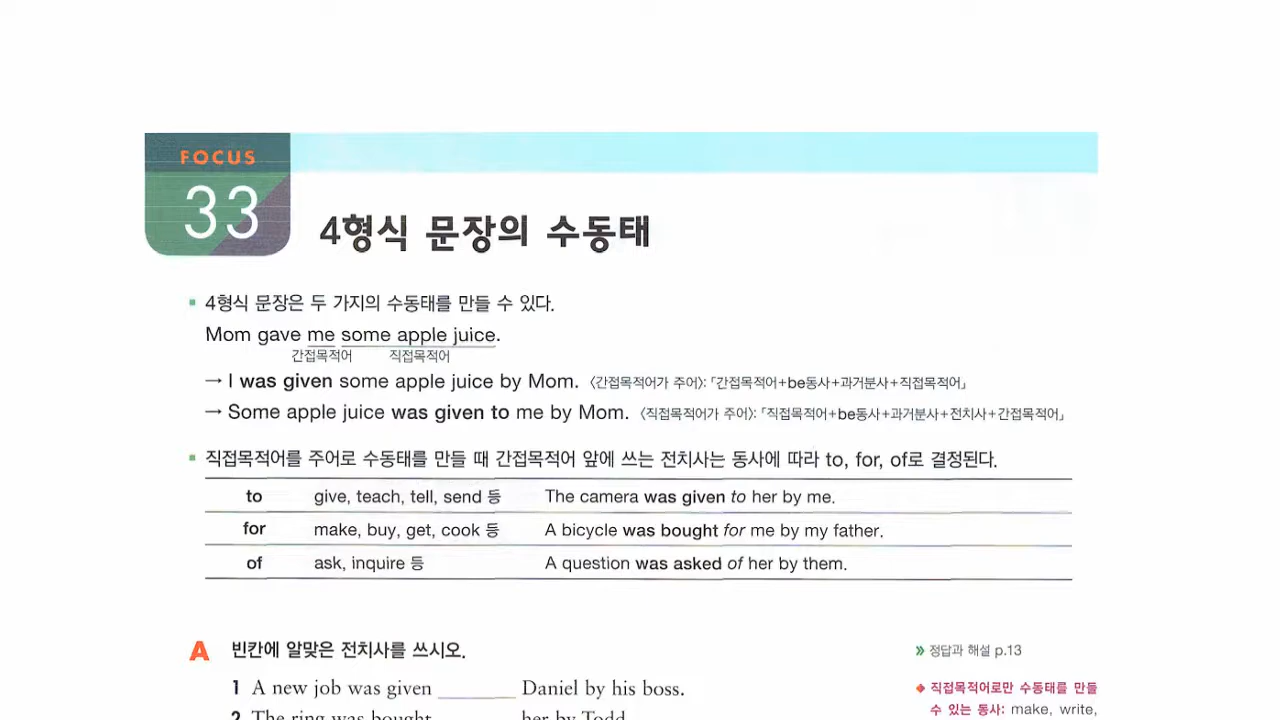 FOCUS
33
4형식 문장의 수동태
4형식 문장은 두 가지의 수동태를 만들 수 있다.
Mom gave me some apple juice.
간접목적어 직접목적어
→ I was given some apple juice by Mom. 〈간접목적어가 주어〉: 「간접목적어+be동사+과거분사+직접목적어」
→ Some apple juice was given to me by Mom. 〈직접목적어가 주어〉: 「직접목적어+be동사+과거분사+전치사+간접목적어」
직접목적어를 주어로 수동태를 만들 때 간접목적어 앞에 쓰는 전치사는 동사에 따라 to, for, of로 결정된다.
to give, teach, tell, send 등 The camera was given to her by me.
for make, buy, get, cook 등 A bicycle was bought for me by my father.
of ask, inquire 등 A question was asked of her by them.
A 빈칸에 알맞은 전치사를 쓰시오.
» 정답과 해설 p.13
1 A new job was given ______ Daniel by his boss.
◆ 직접목적어로만 수동태를 만들
2 The ring was bought ______ her by Todd.
수 있는 동사: make, write,